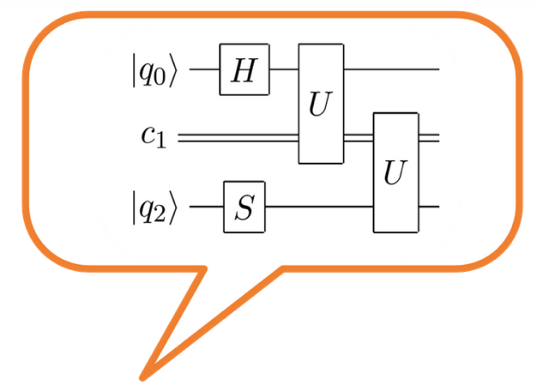 |q₀⟩ H
U
c₁
U
|q₂⟩ S